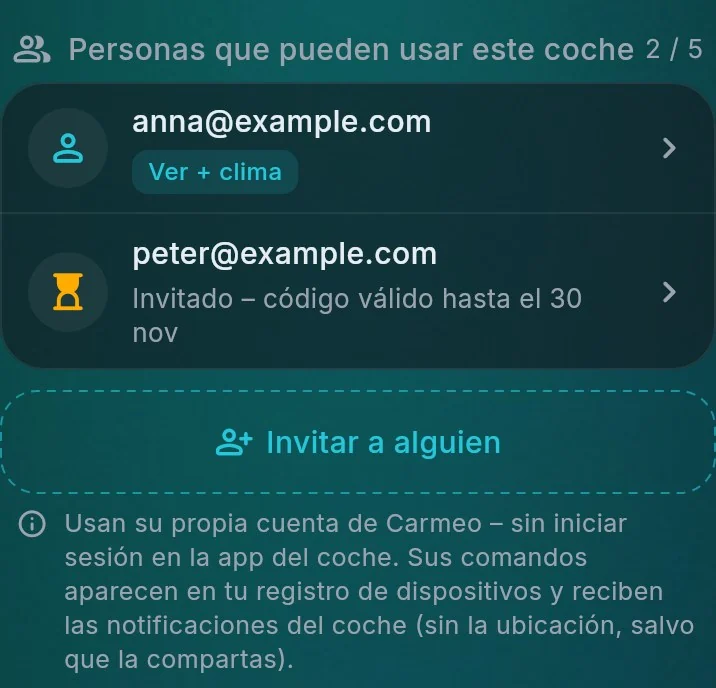 Personas que pueden usar este coche 2 / 5
anna@example.com
Ver + clima
peter@example.com
Invitado – código válido hasta el 30
nov
Invitar a alguien
Usan su propia cuenta de Carmeo – sin iniciar
sesión en la app del coche. Sus comandos
aparecen en tu registro de dispositivos y reciben
las notificaciones del coche (sin la ubicación, salvo
que la compartas).